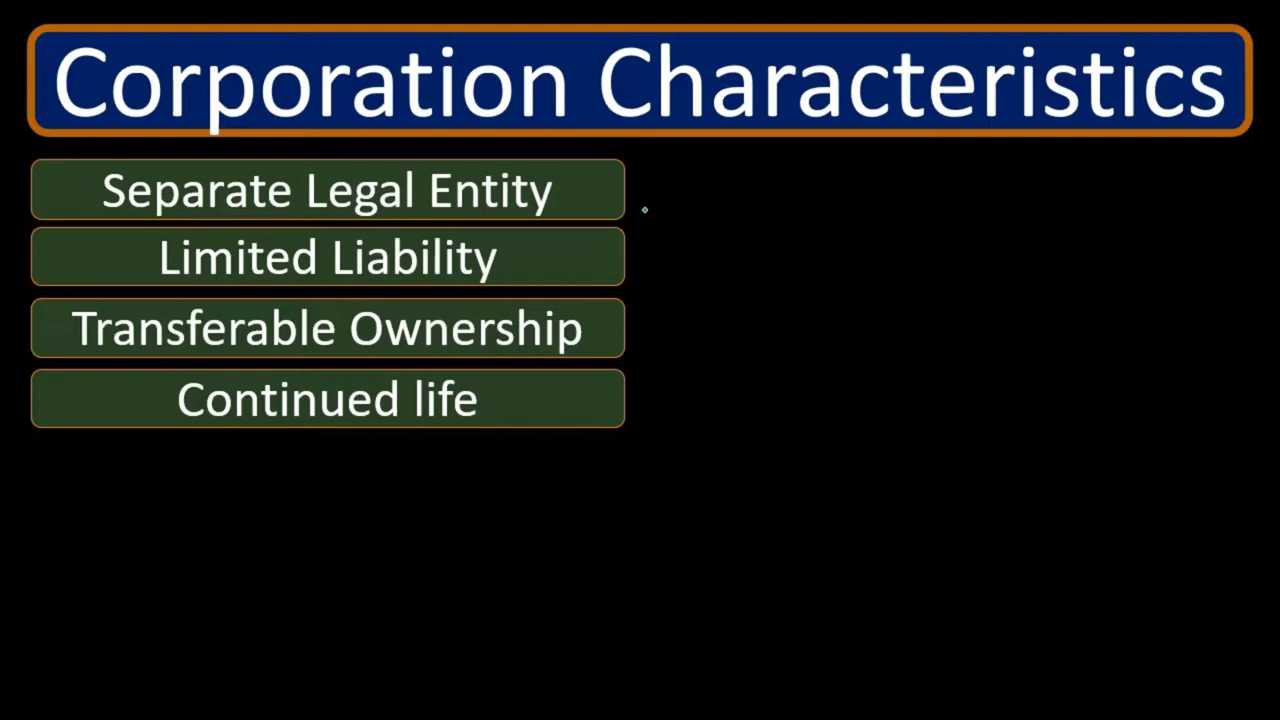 Corporation Characteristics
Separate Legal Entity
Limited Liability
Transferable Ownership
Continued life